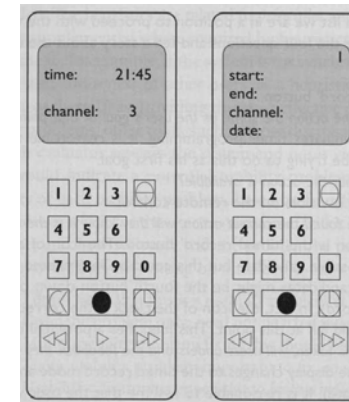 time: 21:45
channel: 3
1 2 3
4 5 6
7 8 9 0
1
start:
end:
channel:
date:
1 2 3
4 5 6
7 8 9 0